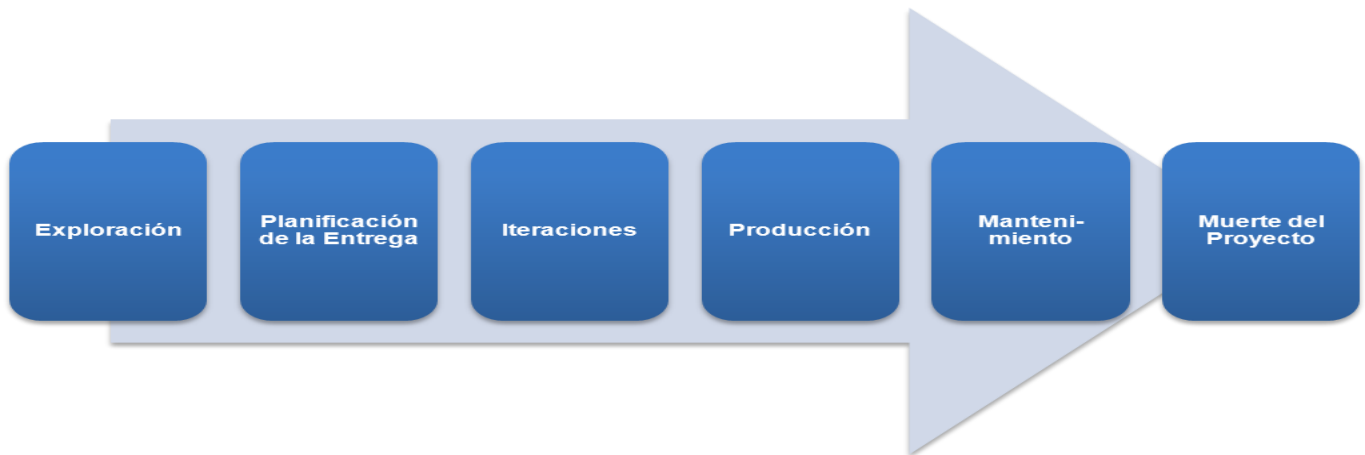 Exploración
Planificación
de la Entrega
Iteraciones
Producción
Manteni-
miento
Muerte del
Proyecto